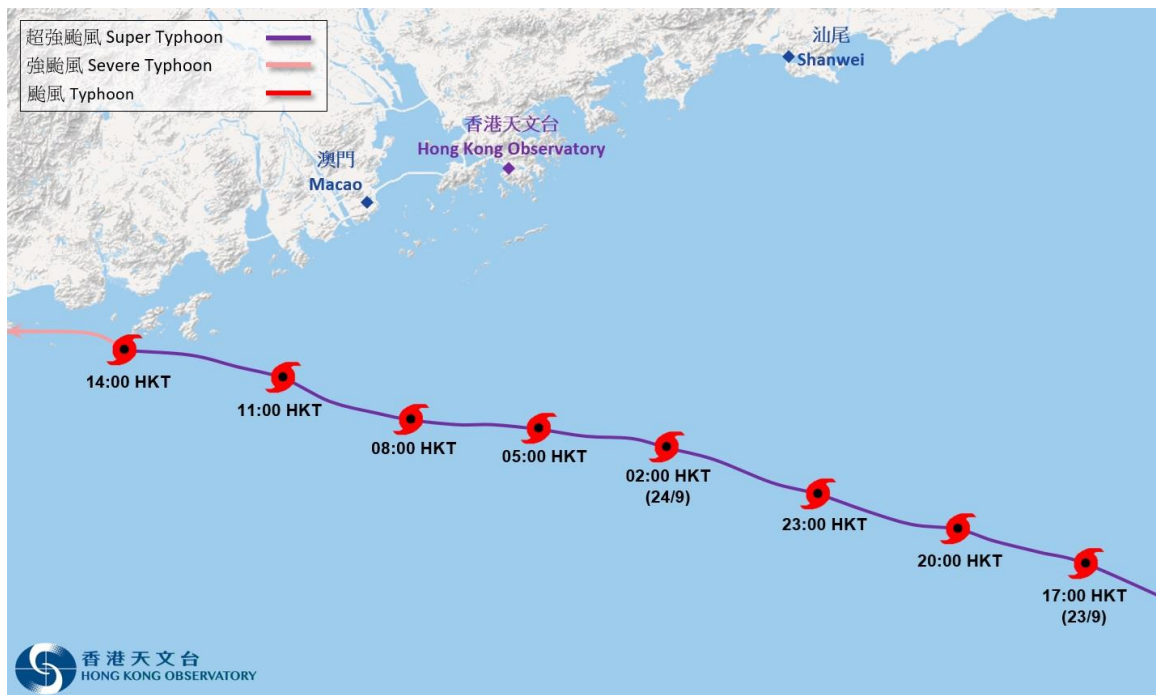 超強颱風 Super Typhoon
強颱風 Severe Typhoon
颱風 Typhoon
汕尾
Shanwei
香港天文台
Hong Kong Observatory
澳門
Macao
14:00 HKT
11:00 HKT
08:00 HKT
05:00 HKT
02:00 HKT
(24/9)
23:00 HKT
20:00 HKT
17:00 HKT
(23/9)
香港天文台
HONG KONG OBSERVATORY